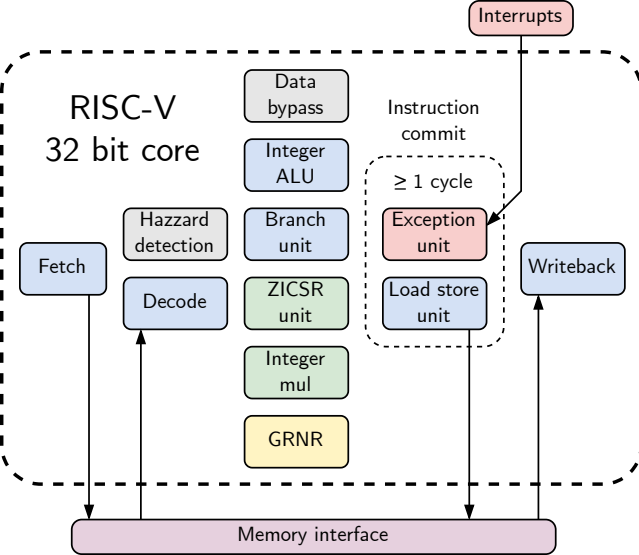 Interrupts
RISC-V
32 bit core
Data
bypass
Instruction
commit
Integer
ALU
≥ 1 cycle
Hazzard
detection
Branch
unit
Exception
unit
Fetch
Writeback
Decode
ZICSR
unit
Load store
unit
Integer
mul
GRNR
Memory interface